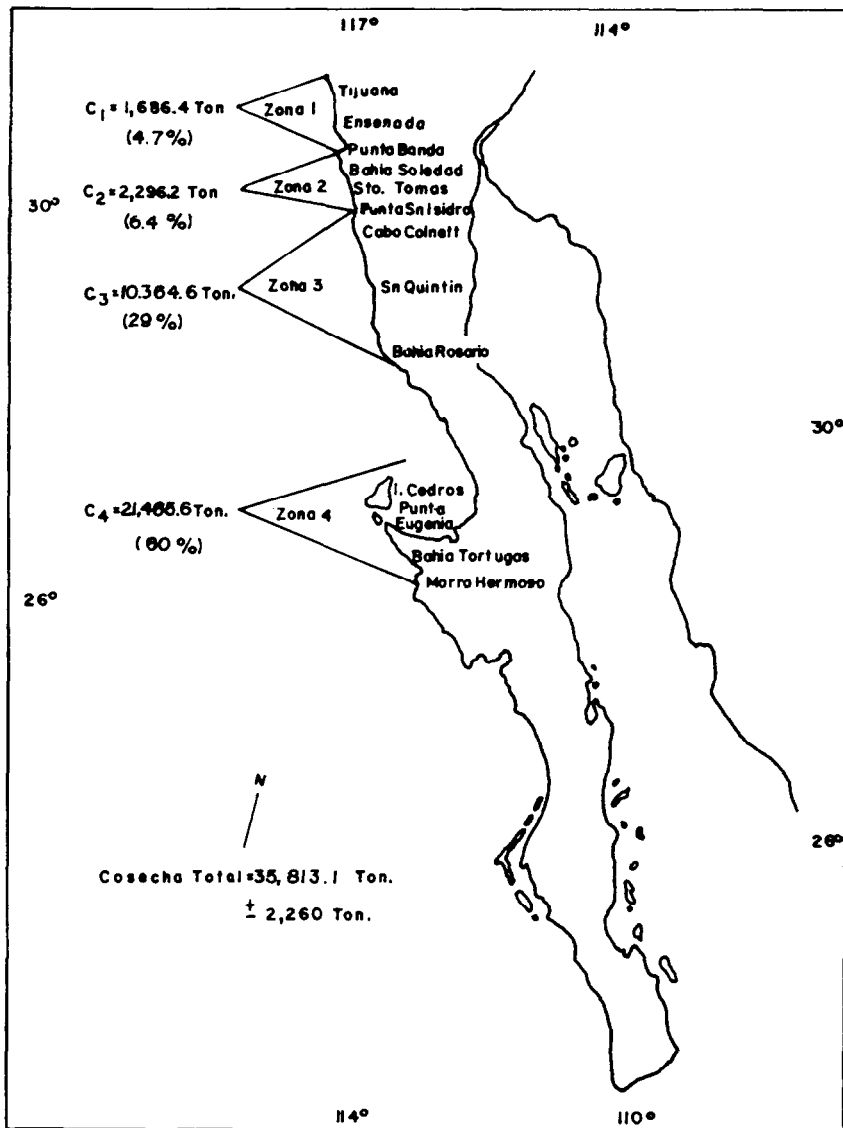 117° 114°
Tijuana
C1=1,686.4 Ton
(4.7%)
Zona 1
Ensenada
Punta Banda
Bahia Soledad
C2=2,296.2 Ton
(6.4 %)
Zona 2
Sto. Tomas
30°
Punta Sn Isidro
Cabo Colnett
C3=10.364.6 Ton.
(29 %)
Zona 3
Sn Quintin
Bahia Rosario
30°
C4=21,465.6 Ton.
(60 %)
Zona 4
I. Cedros
Punta
Eugenia
Bahia Tortugas
Morro Hermoso
26°
N
26°
Cosecha Total=35,813.1 Ton.
± 2,260 Ton.
114° 110°